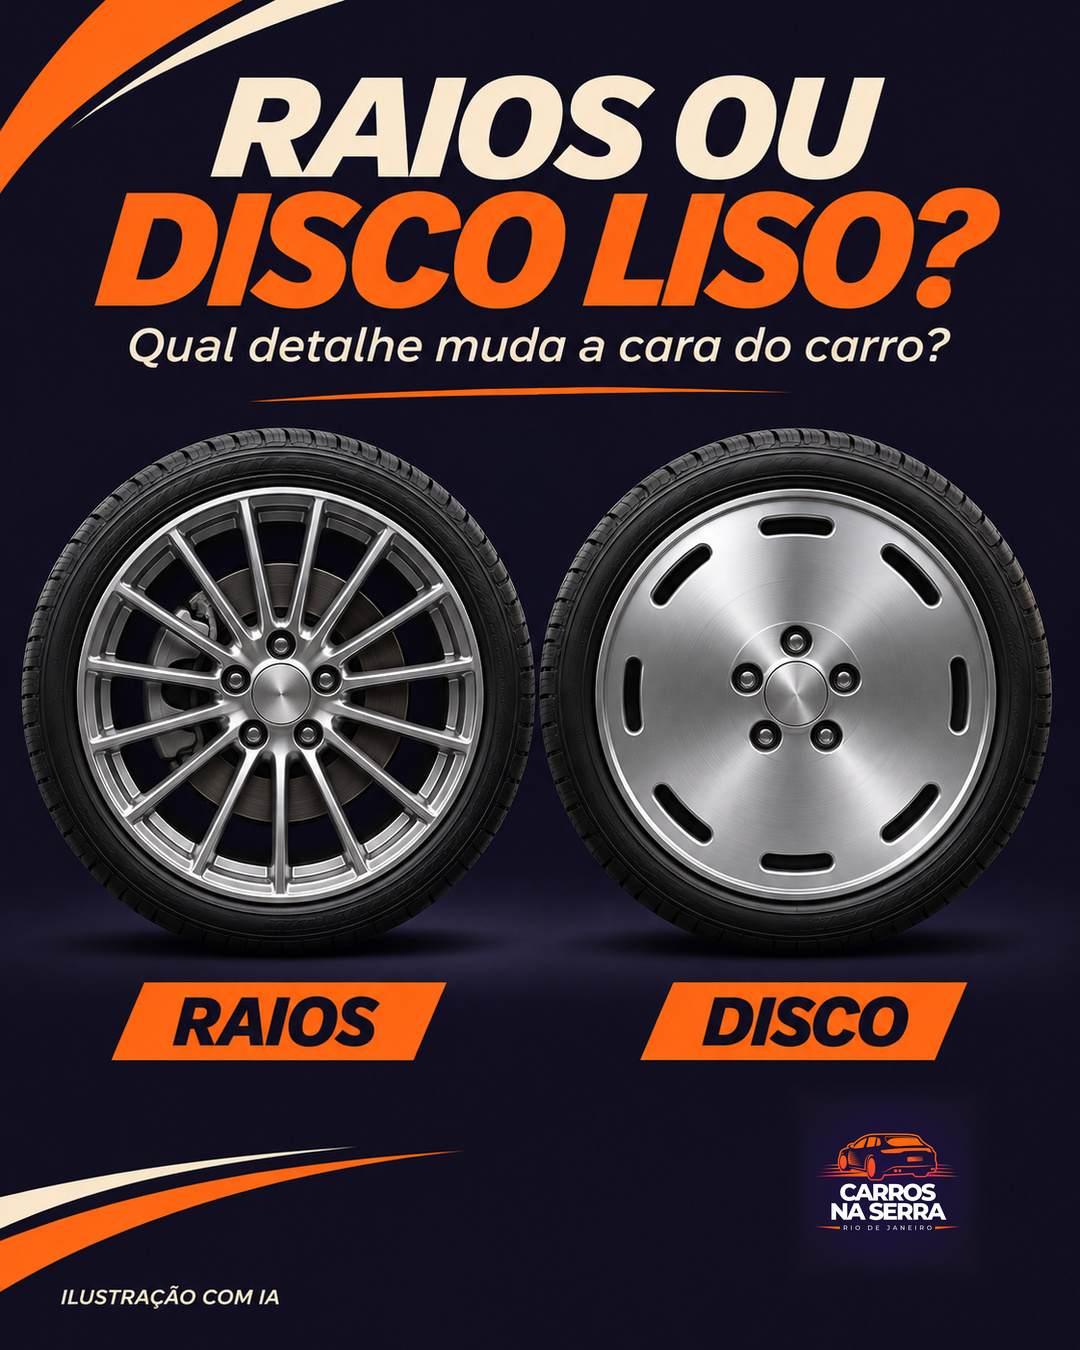 RAIOS OU
DISCO LISO?
Qual detalhe muda a cara do carro?
RAIOS
DISCO
CARROS
NA SERRA
RIO DE JANEIRO
ILUSTRAÇÃO COM IA